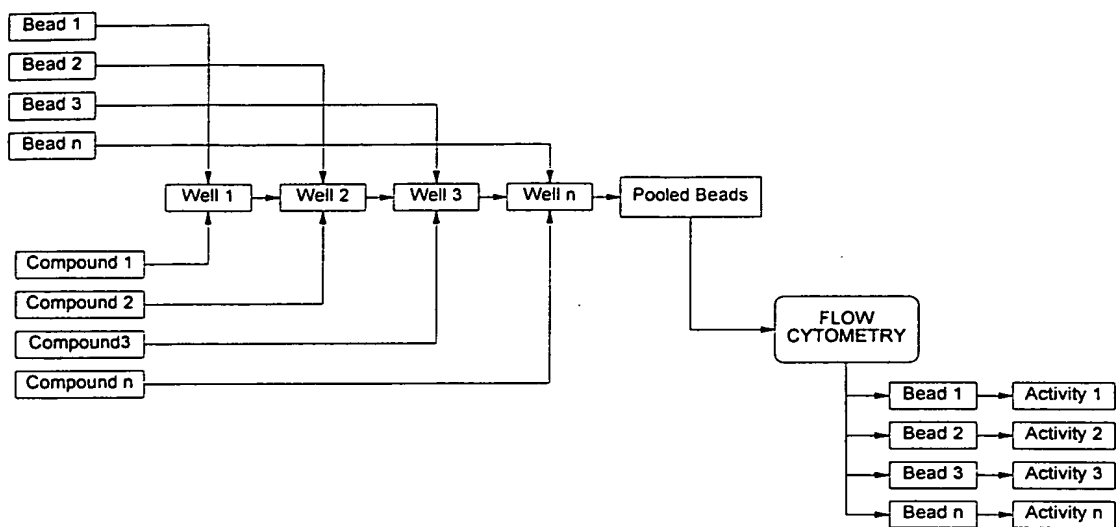 Bead 1
Bead 2
Bead 3
Bead n
Well 1
Well 2
Well 3
Well n
Pooled Beads
Compound 1
Compound 2
Compound3
Compound n
FLOW
CYTOMETRY
Bead 1
Activity 1
Bead 2
Activity 2
Bead 3
Activity 3
Bead n
Activity n